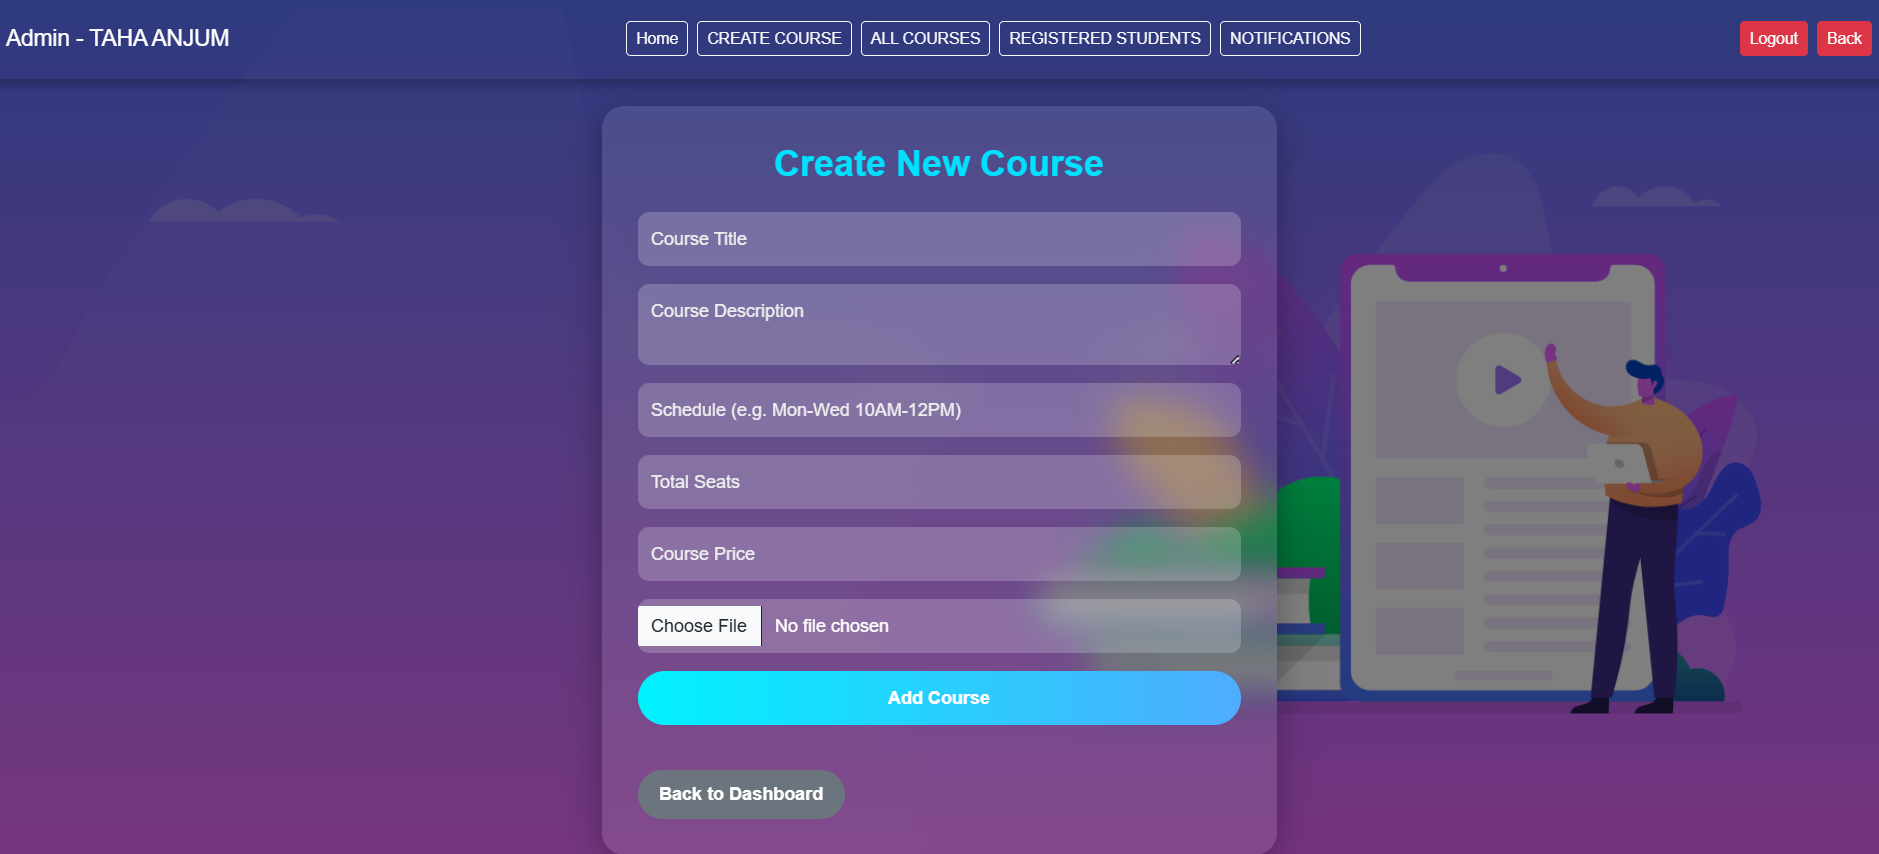 Admin - TAHA ANJUM
Home
CREATE COURSE
ALL COURSES
REGISTERED STUDENTS
NOTIFICATIONS
Logout
Back
Create New Course
Course Title
Course Description
Schedule (e.g. Mon-Wed 10AM-12PM)
Total Seats
Course Price
Choose File No file chosen
Add Course
Back to Dashboard